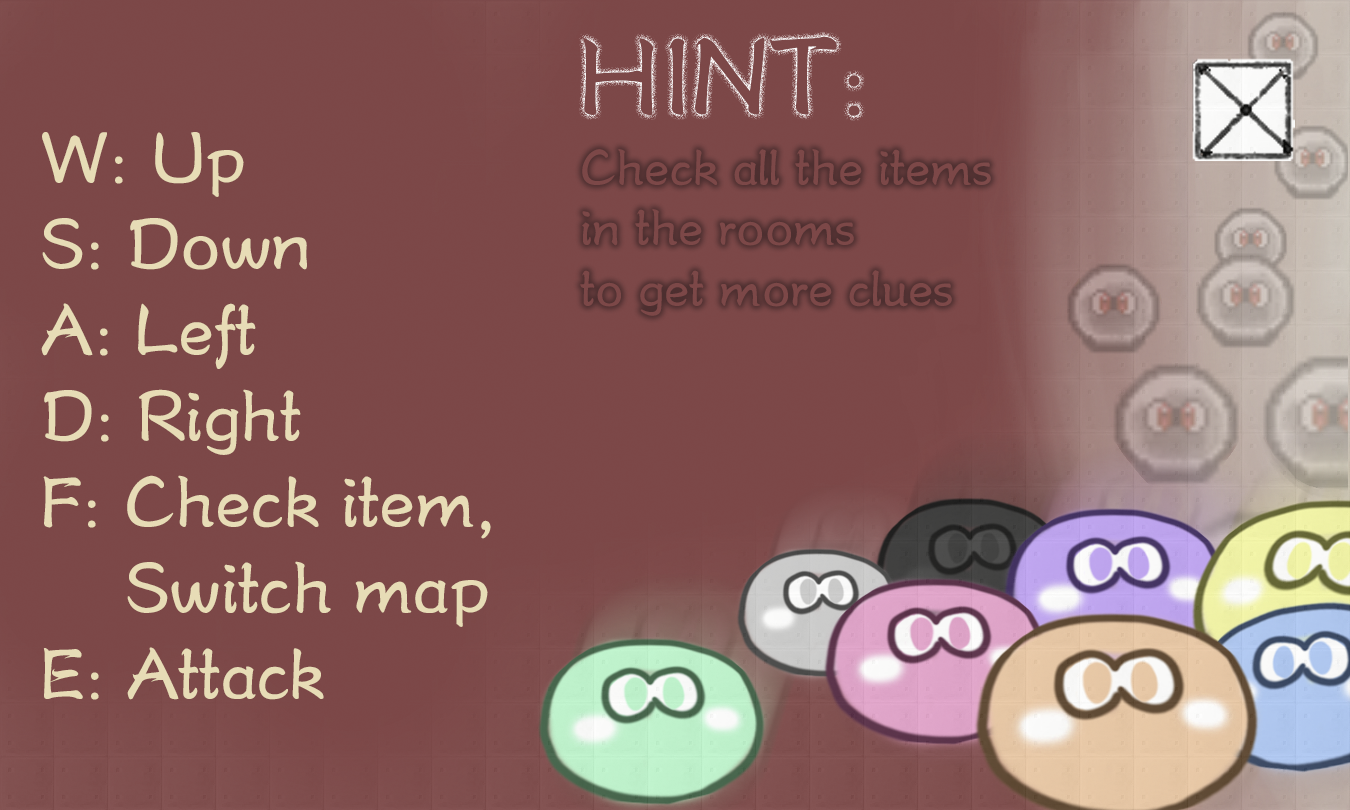 W: Up
S: Down
A: Left
D: Right
F: Check item,
Switch map
E: Attack
HINT:
Check all the items
in the rooms
to get more clues